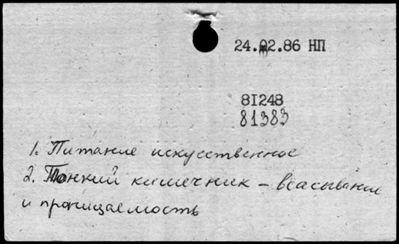 24.02.86 НП
81248
81383
1. Питание искусственное
2. Тонкий кишечник - всасывание
и проницаемость